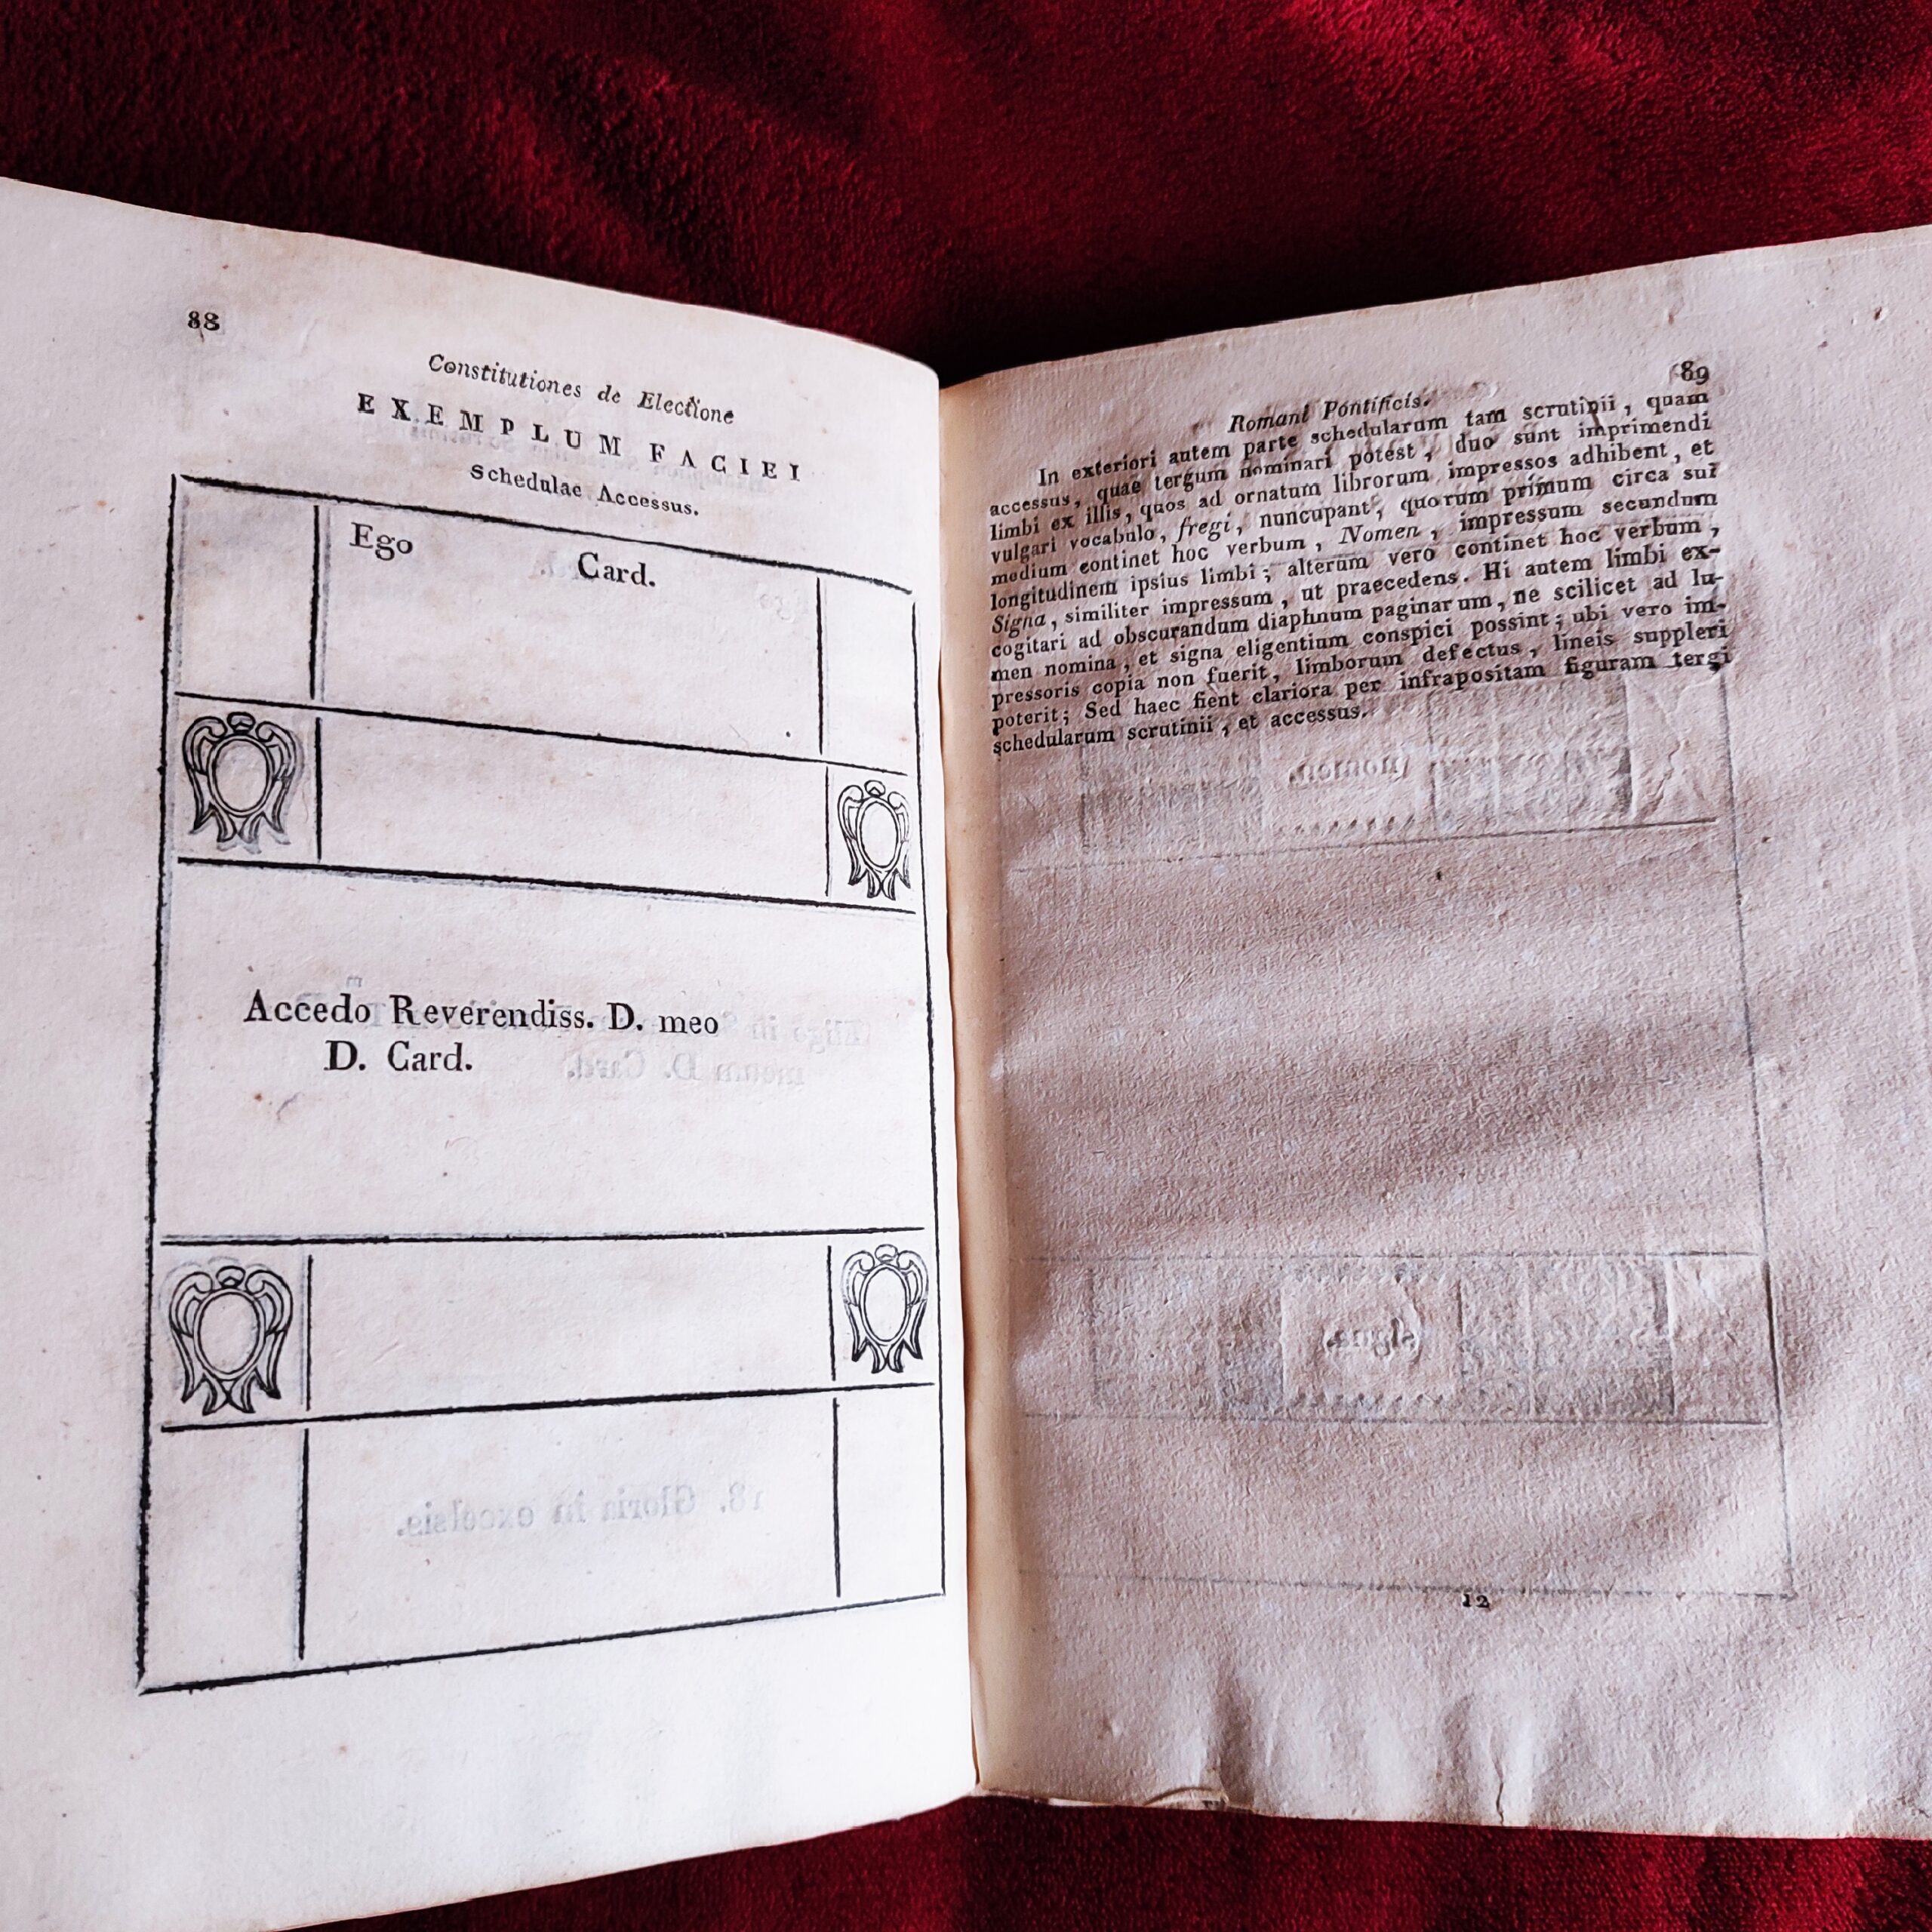 88
Constitutiones de Electione
EXEMPLUM FACIEI
Schedulae Accessus.
Ego Card.
Accedo Reverendiss. D. meo
D. Card.
18. Gloria in excelsis.
89
Romani Pontificis.
In exteriori autem parte schedularum tam scrutinii, quam
accessus, quae tergum nominari potest, duo sunt imprimendi
limbi ex illis, quos ad ornatum librorum impressos adhibent, et
vulgari vocabulo, fregi, nuncupant, quorum primum circa sui
medium continet hoc verbum, Nomen, impressum secundum
longitudinem ipsius limbi; alterum vero continet hoc verbum,
Signa, similiter impressum, ut praecedens. Hi autem limbi ex-
cogitari ad obscurandum diaphnum paginarum, ne scilicet ad lu-
men nomina, et signa eligentium conspici possint; ubi vero im-
pressoris copia non fuerit, limborum defectus, lineis suppleri
poterit; Sed haec fient clariora per infrapositam figuram tergi
schedularum scrutinii, et accessus.
12